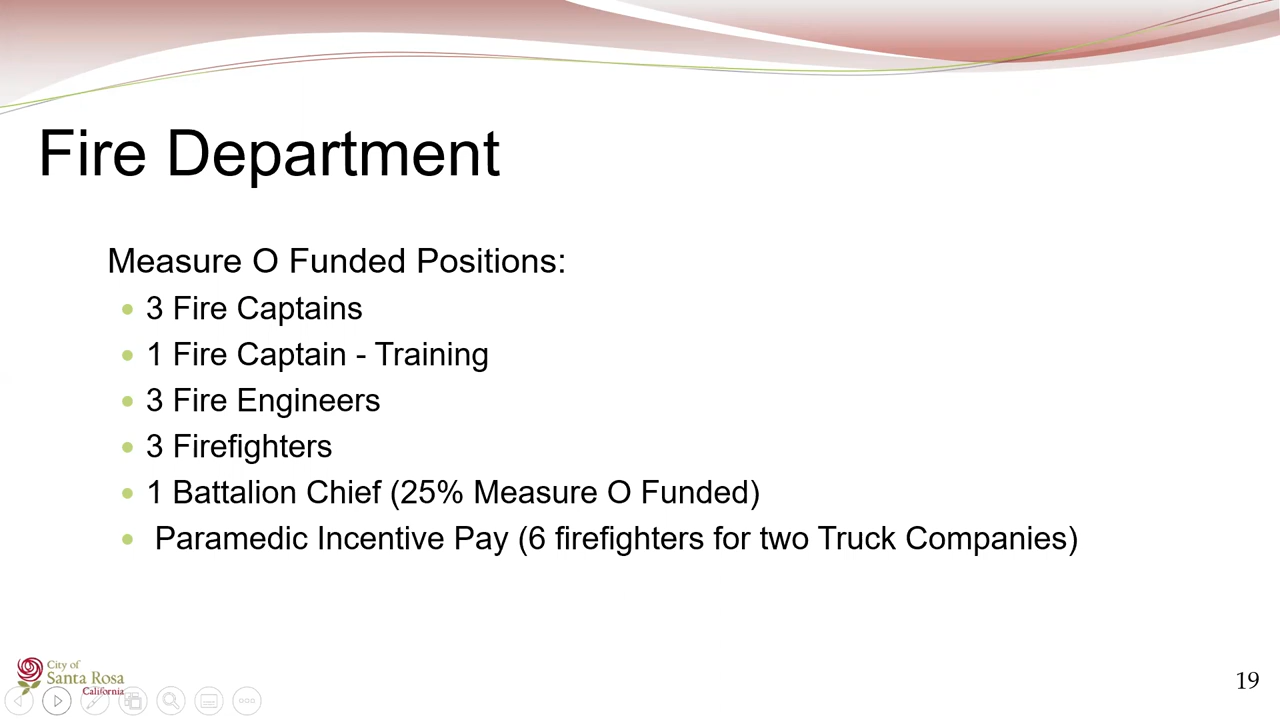 Fire Department
Measure O Funded Positions:
• 3 Fire Captains
• 1 Fire Captain - Training
• 3 Fire Engineers
• 3 Firefighters
• 1 Battalion Chief (25% Measure O Funded)
• Paramedic Incentive Pay (6 firefighters for two Truck Companies)
City of
Santa Rosa
California
19